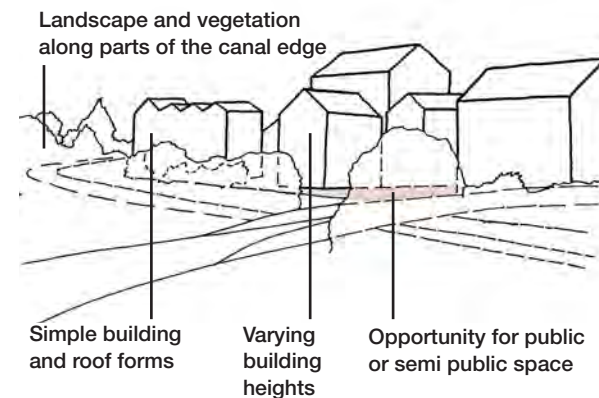 Landscape and vegetation
along parts of the canal edge
Simple building
and roof forms
Varying
building
heights
Opportunity for public
or semi public space